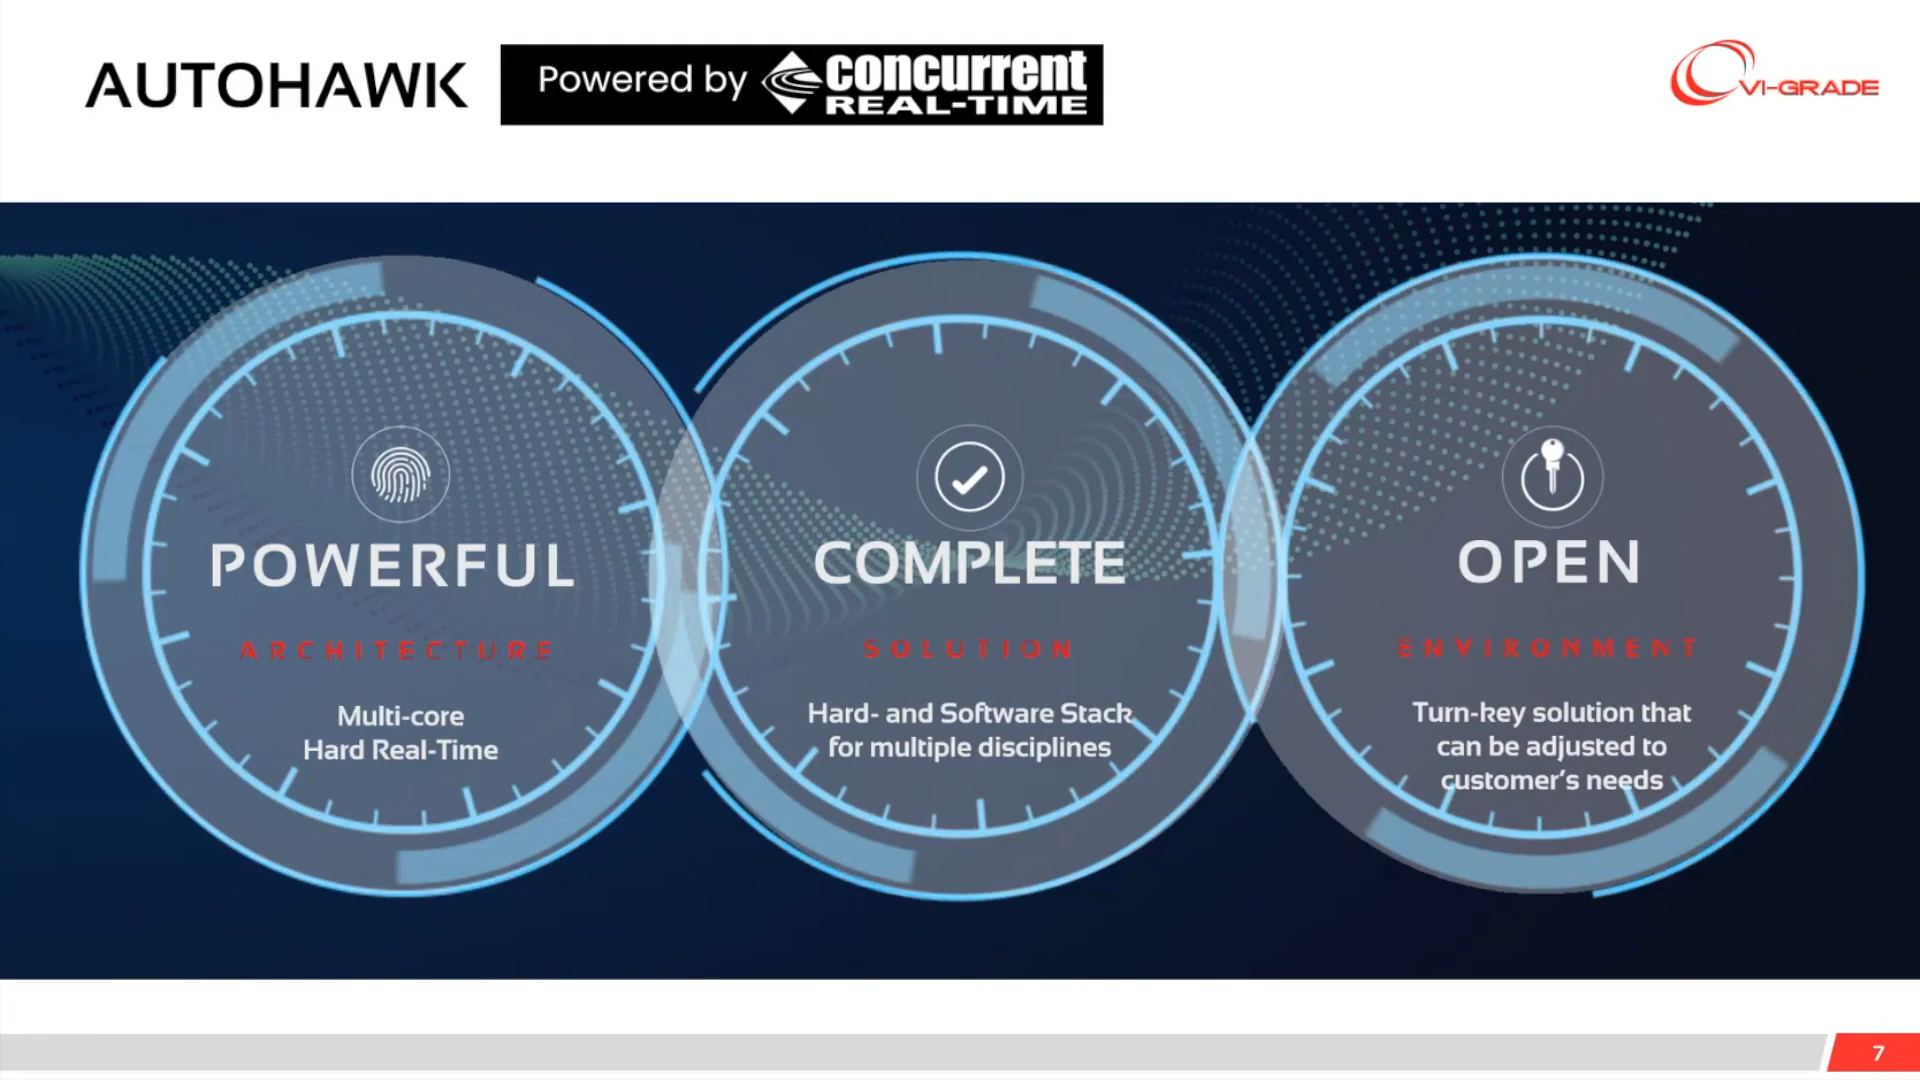 AUTOHAWK
Powered by concurrent
REAL-TIME
VI-GRADE
POWERFUL
ARCHITECTURE
Multi-core
Hard Real-Time
COMPLETE
SOLUTION
Hard- and Software Stack
for multiple disciplines
OPEN
ENVIRONMENT
Turn-key solution that
can be adjusted to
customer's needs
7